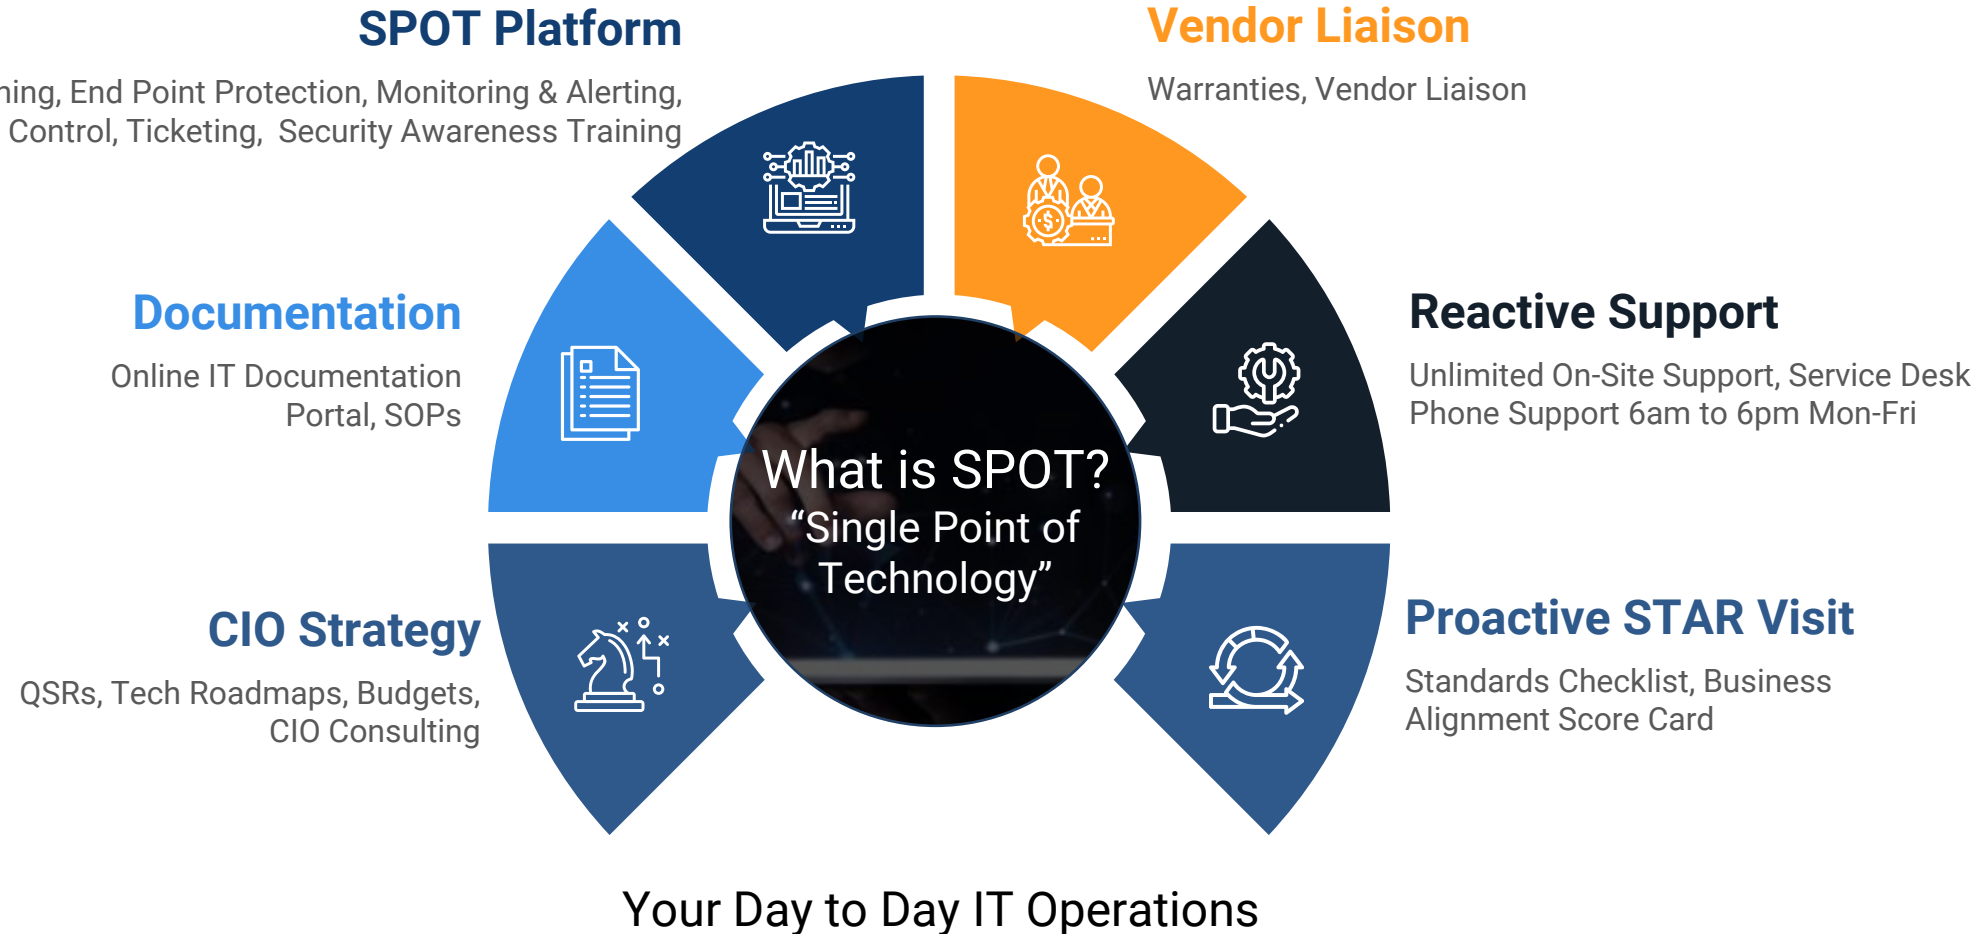 SPOT Platform
End Point Protection, Monitoring & Alerting,
Control, Ticketing, Security Awareness Training
Vendor Liaison
Warranties, Vendor Liaison
Documentation
Online IT Documentation
Portal, SOPs
Reactive Support
Unlimited On-Site Support, Service Desk
Phone Support 6am to 6pm Mon-Fri
What is SPOT?
“Single Point of
Technology”
CIO Strategy
QSRs, Tech Roadmaps, Budgets,
CIO Consulting
Proactive STAR Visit
Standards Checklist, Business
Alignment Score Card
Your Day to Day IT Operations